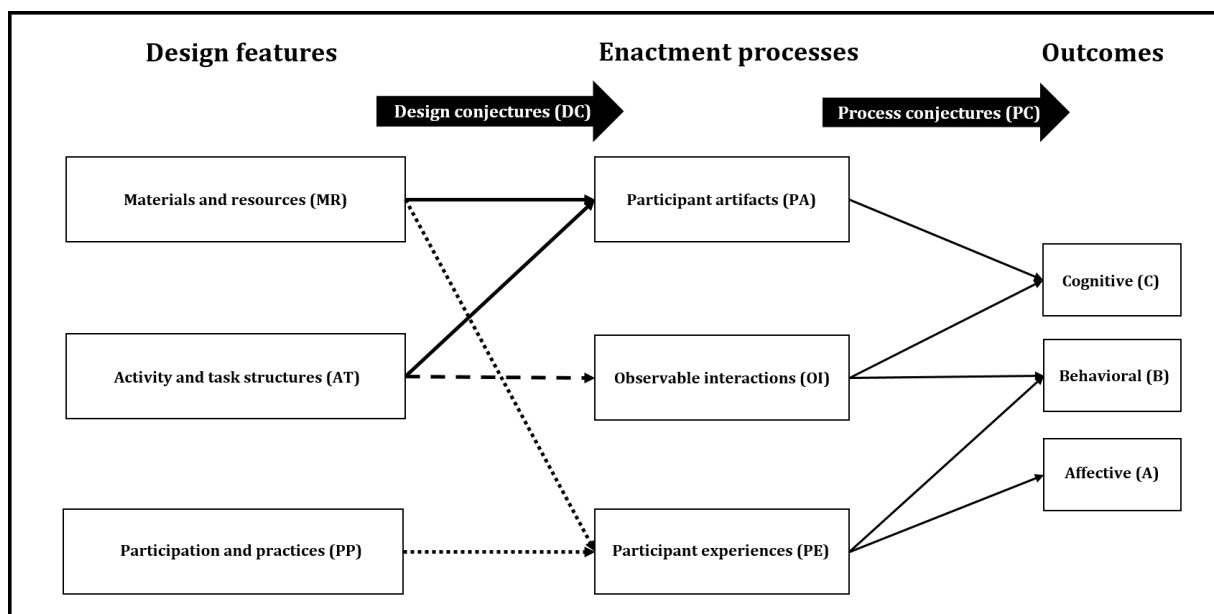 Design features
Enactment processes
Outcomes
Design conjectures (DC)
Process conjectures (PC)
Materials and resources (MR)
Participant artifacts (PA)
Cognitive (C)
Activity and task structures (AT)
Observable interactions (OI)
Behavioral (B)
Affective (A)
Participation and practices (PP)
Participant experiences (PE)